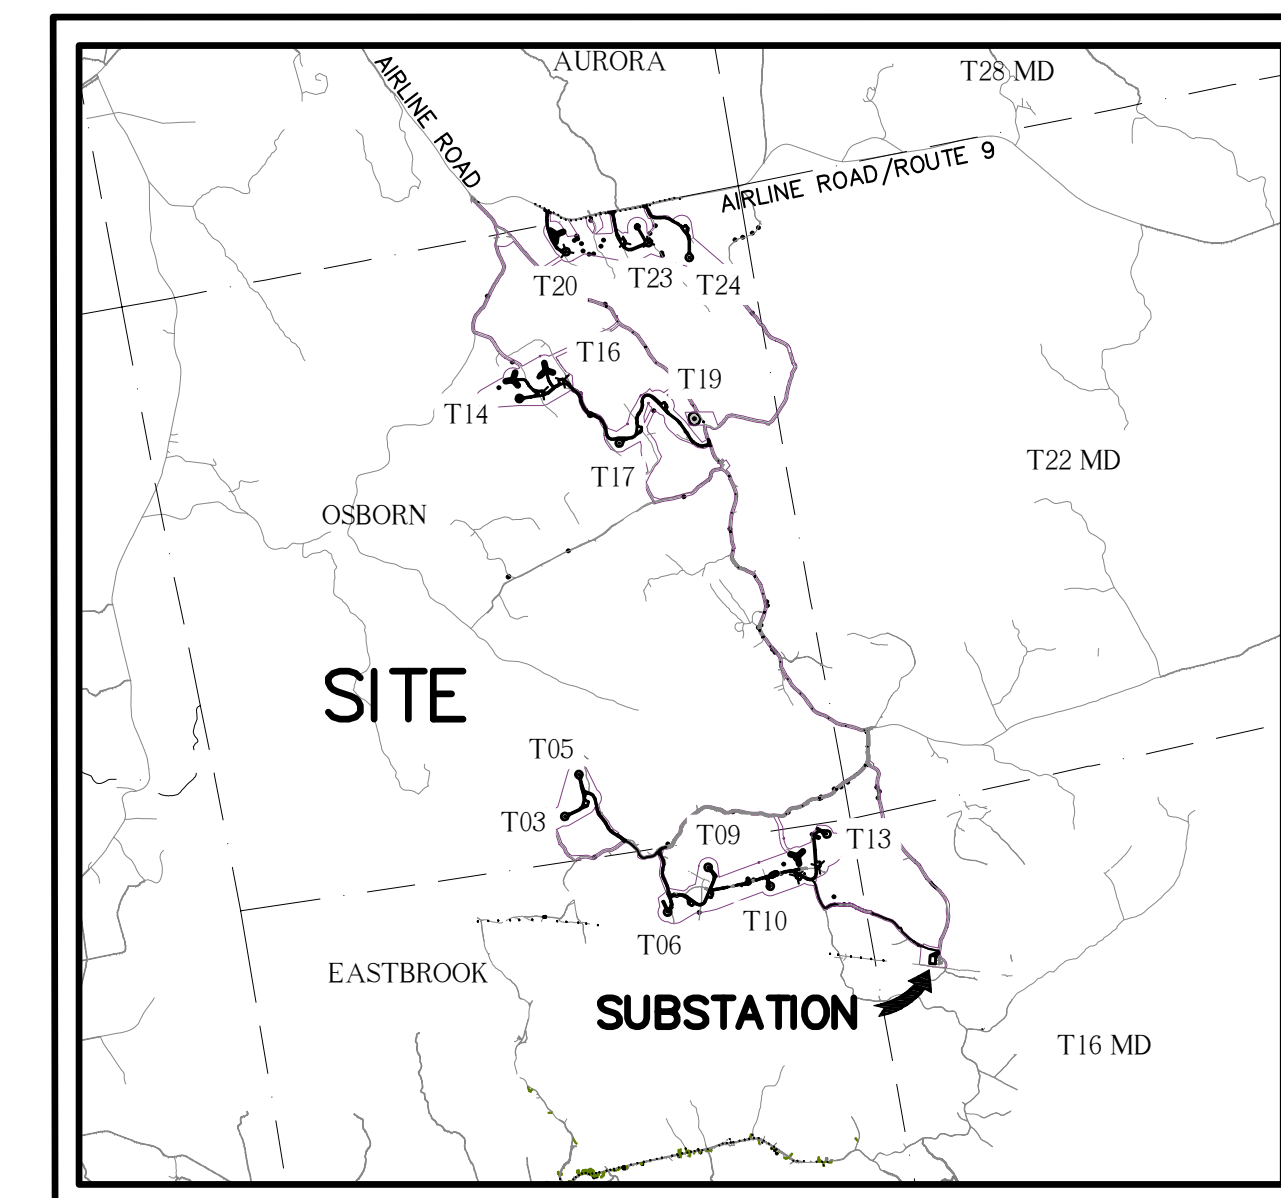 AURORA
T28 MD
AIRLINE ROAD
AIRLINE ROAD/ROUTE 9
T20
T23
T24
T16
T19
T14
T17
T22 MD
OSBORN
SITE
T05
T03
T09
T13
T06
T10
EASTBROOK
SUBSTATION
T16 MD